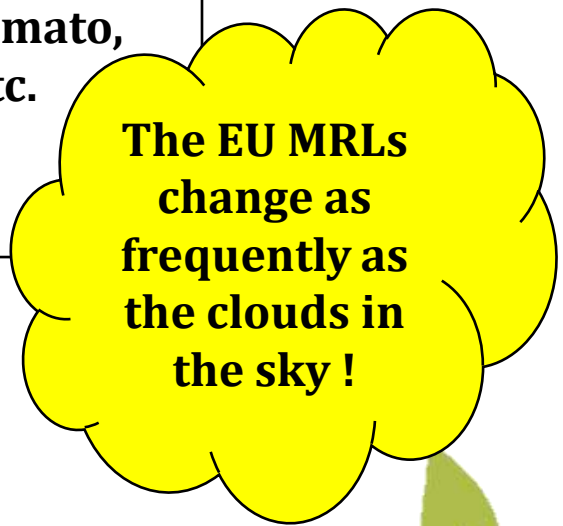 mato,
tc.
The EU MRLs
change as
frequently as
the clouds in
the sky !